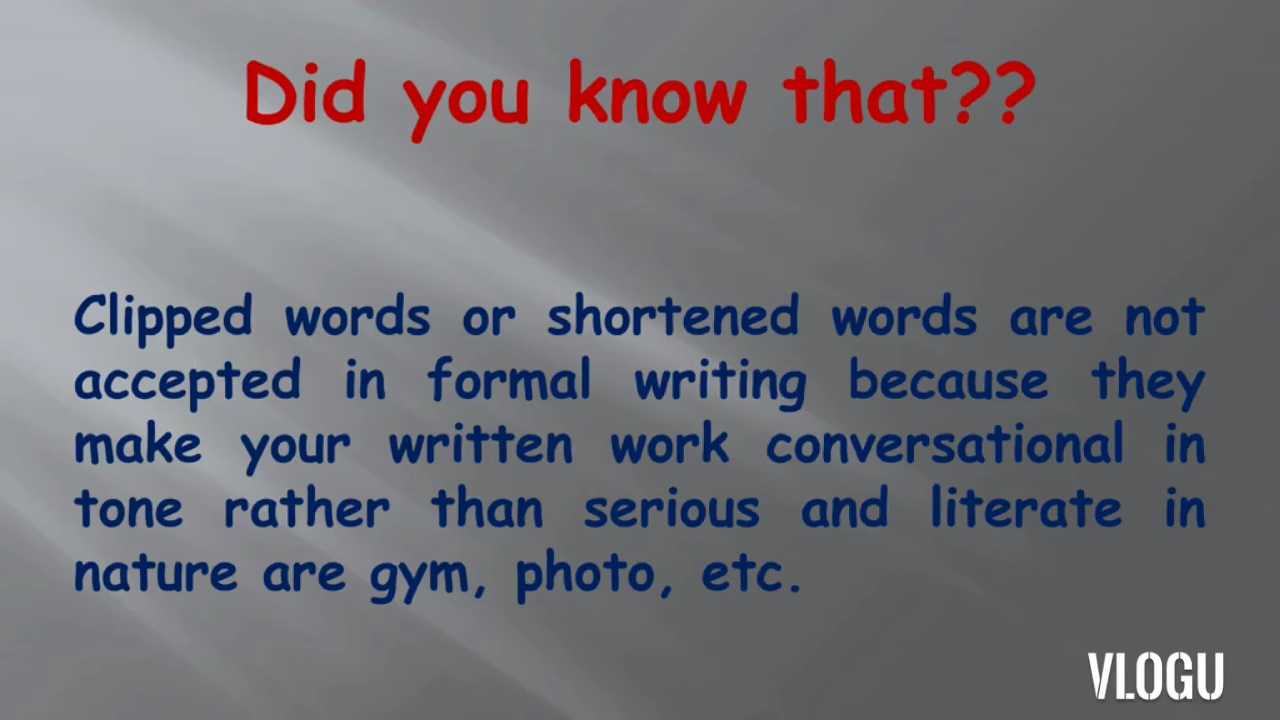 Did you know that??
Clipped words or shortened words are not
accepted in formal writing because they
make your written work conversational in
tone rather than serious and literate in
nature are gym, photo, etc.
VLOGU